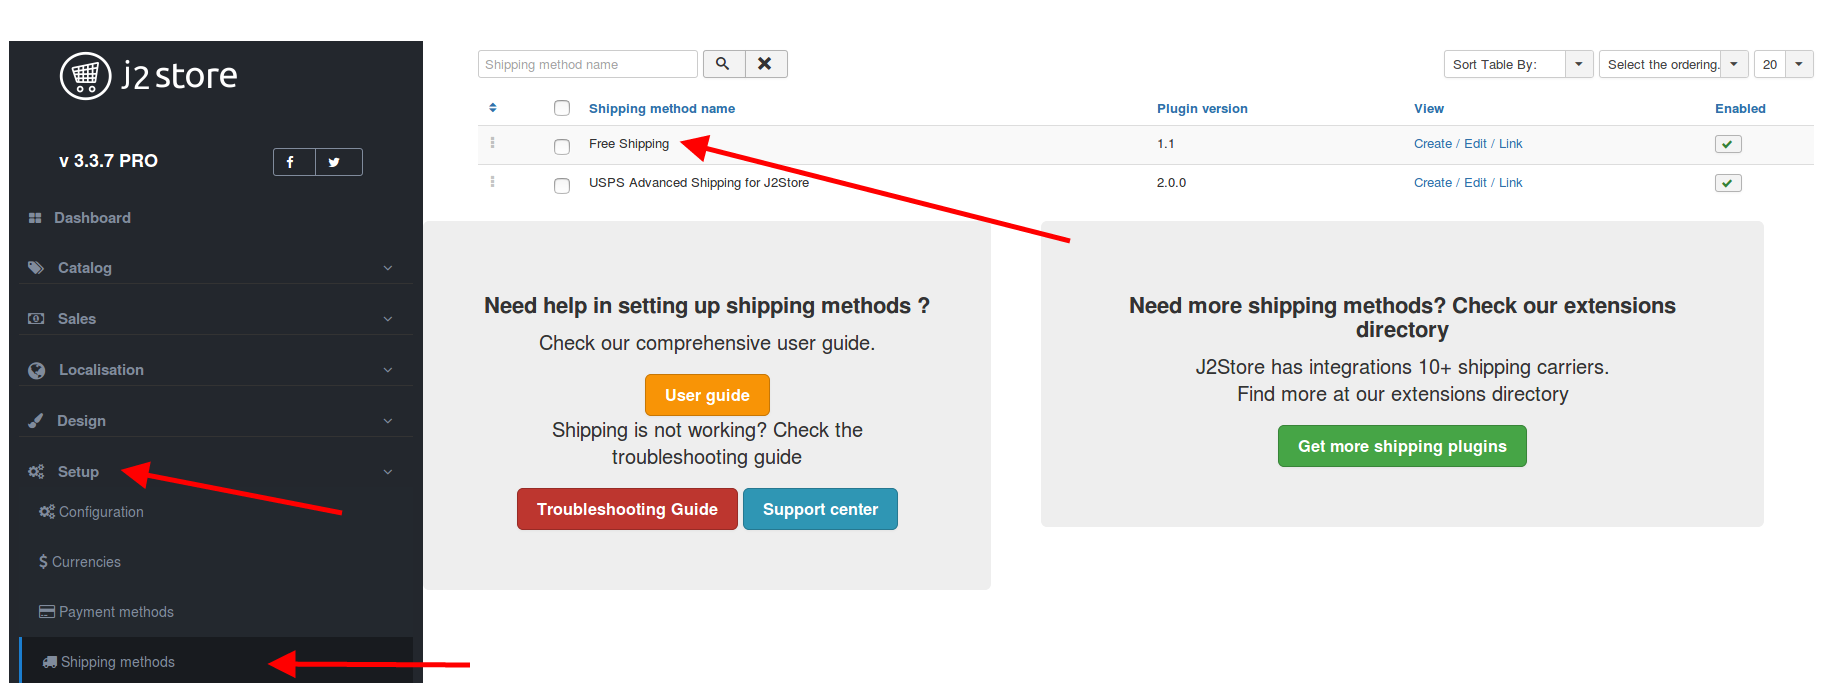 j2store
v 3.3.7 PRO
Dashboard
Catalog
Sales
Localisation
Design
Setup
Configuration
Currencies
Payment methods
Shipping methods
Shipping method name
Sort Table By:
Select the ordering.
20
Shipping method name Plugin version View Enabled
Free Shipping 1.1 Create / Edit / Link
USPS Advanced Shipping for J2Store 2.0.0 Create / Edit / Link
Need help in setting up shipping methods ?
Check our comprehensive user guide.
User guide
Shipping is not working? Check the
troubleshooting guide
Troubleshooting Guide Support center
Need more shipping methods? Check our extensions
directory
J2Store has integrations 10+ shipping carriers.
Find more at our extensions directory
Get more shipping plugins